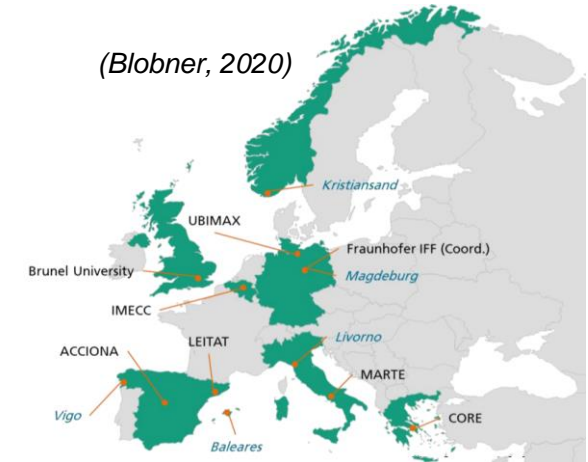 (Blobner, 2020)
Kristiansand
UBIMAX
Fraunhofer IFF (Coord.)
Brunel University
Magdeburg
IMECC
Livorno
LEITAT
ACCIONA
MARTE
CORE
Vigo
Baleares